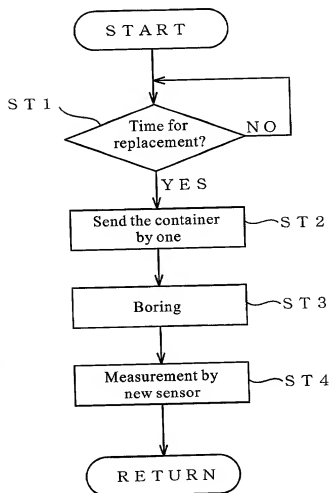 START
ST1
Time for
replacement?
NO
YES
Send the container
by one
ST2
Boring
ST3
Measurement by
new sensor
ST4
RETURN